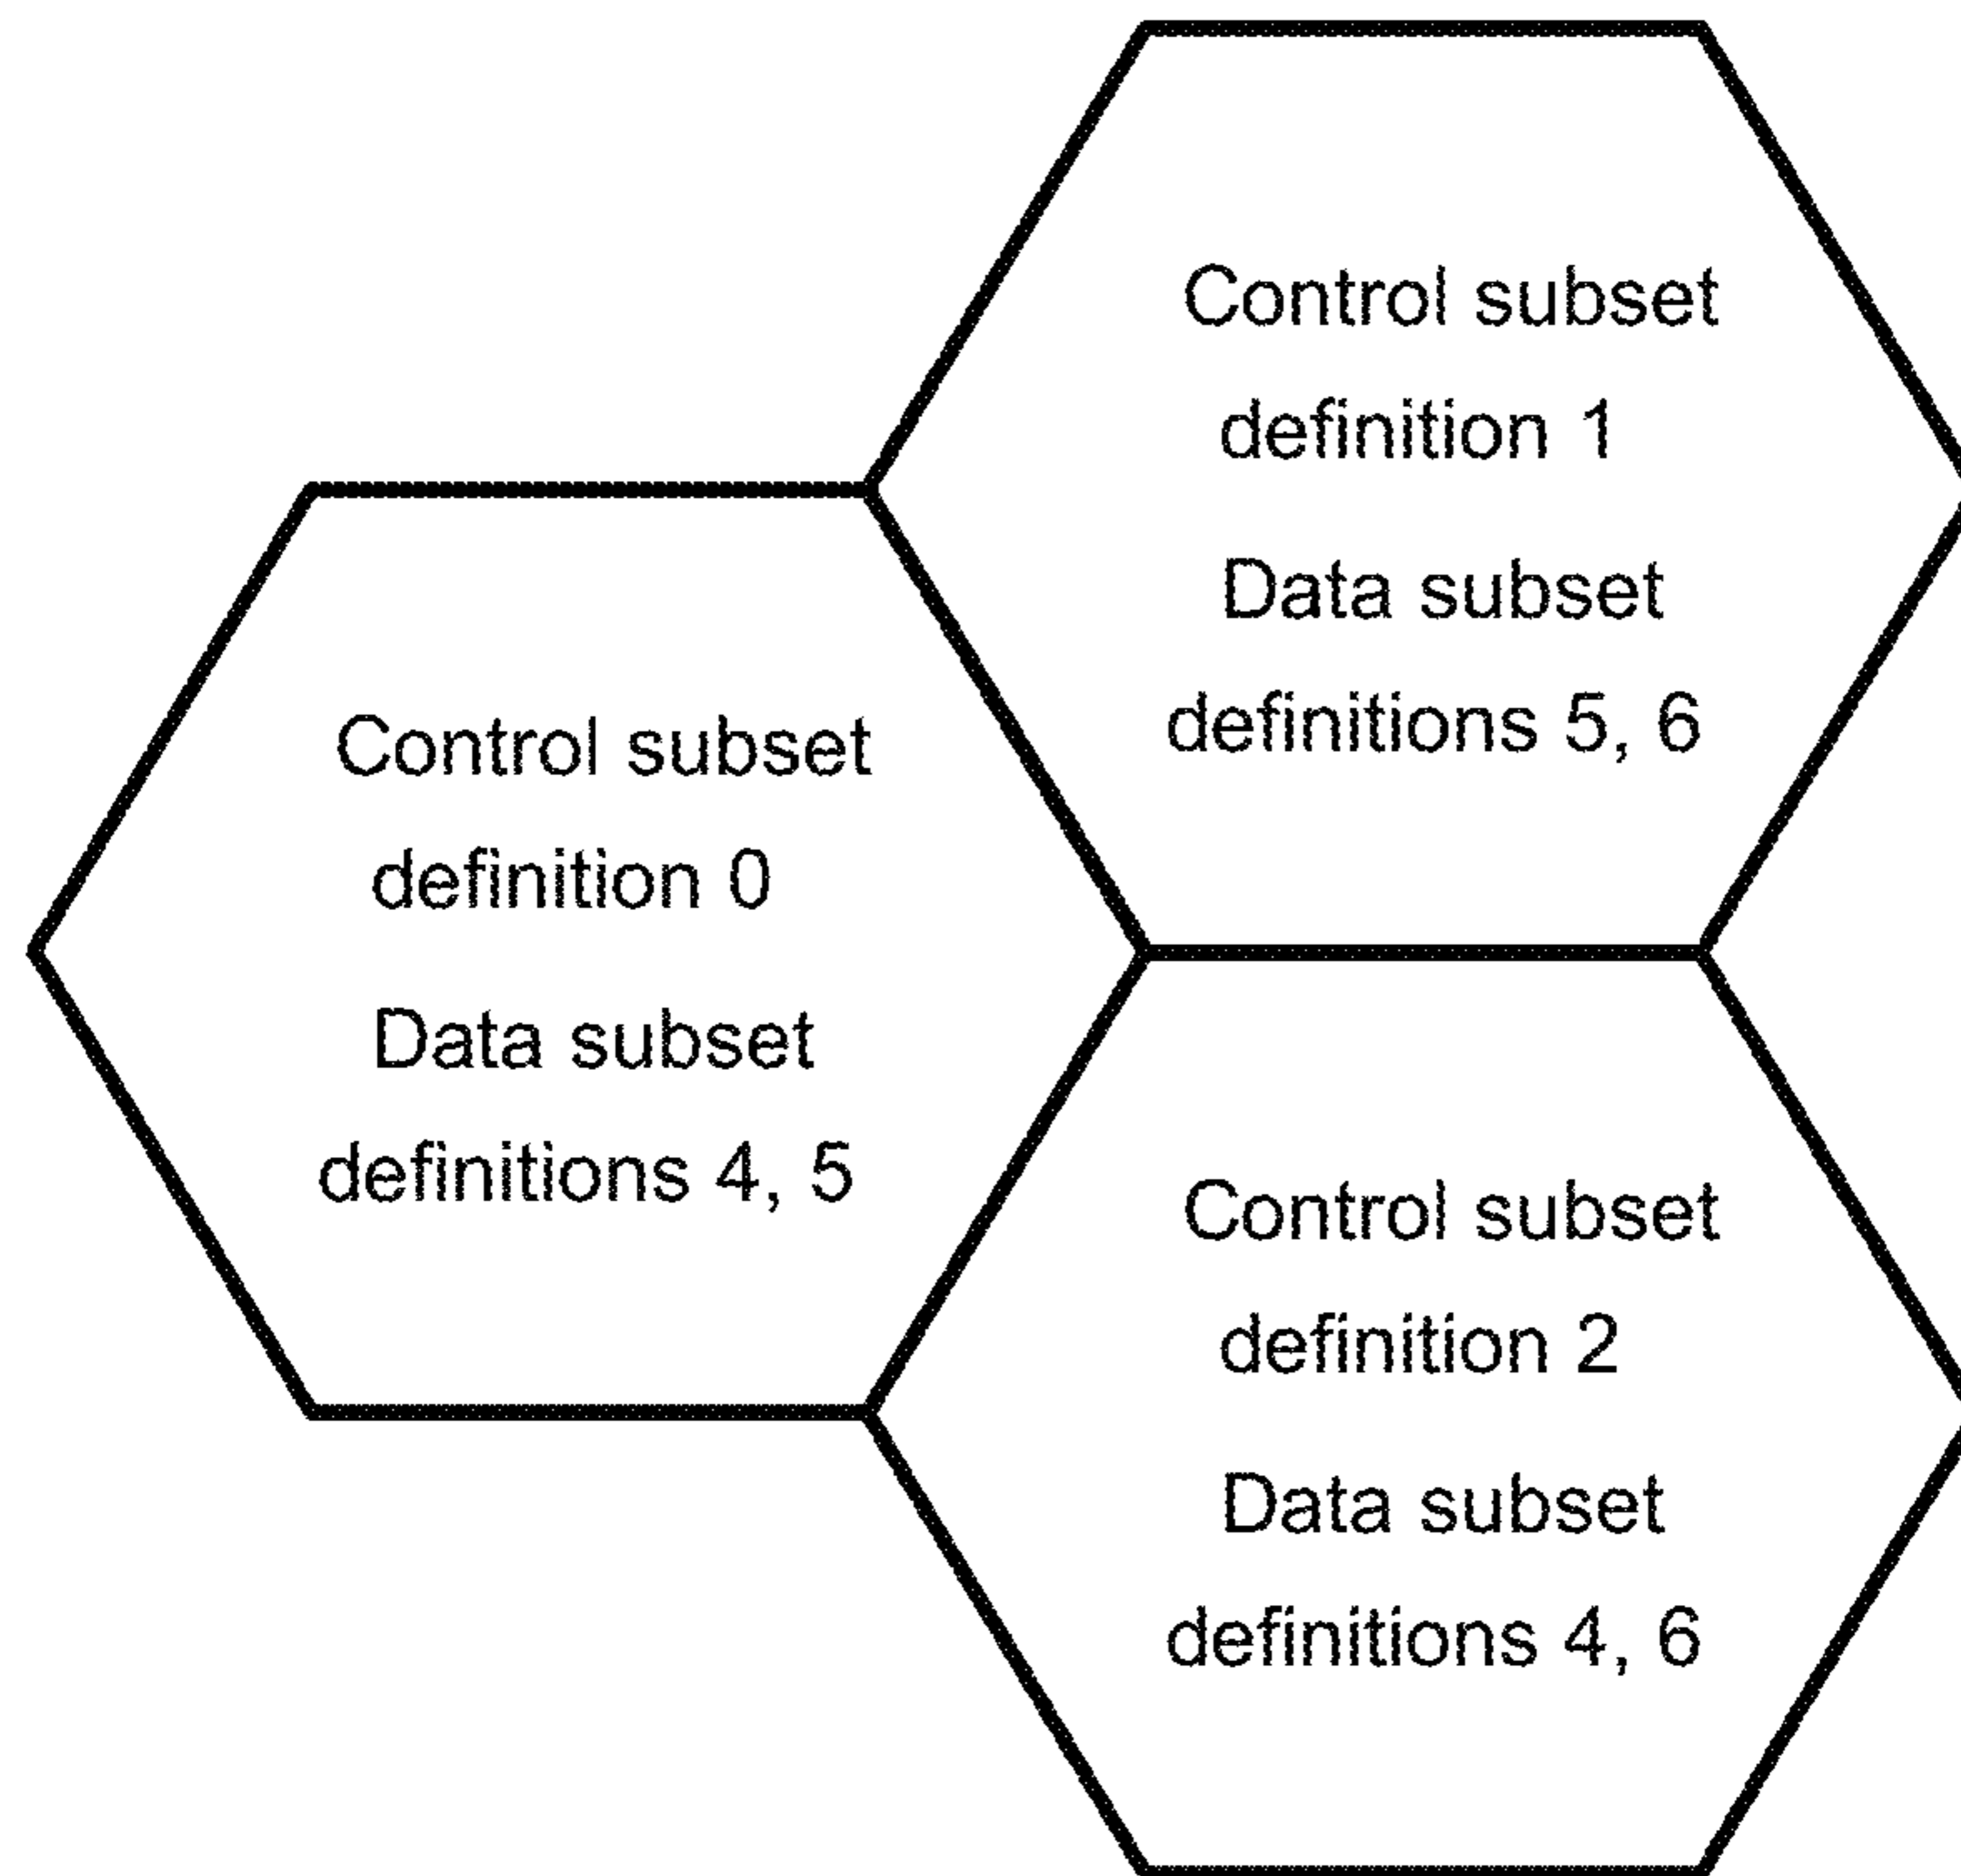 Control subset
definition 1
Data subset
definitions 5, 6
Control subset
definition 0
Data subset
definitions 4, 5
Control subset
definition 2
Data subset
definitions 4, 6